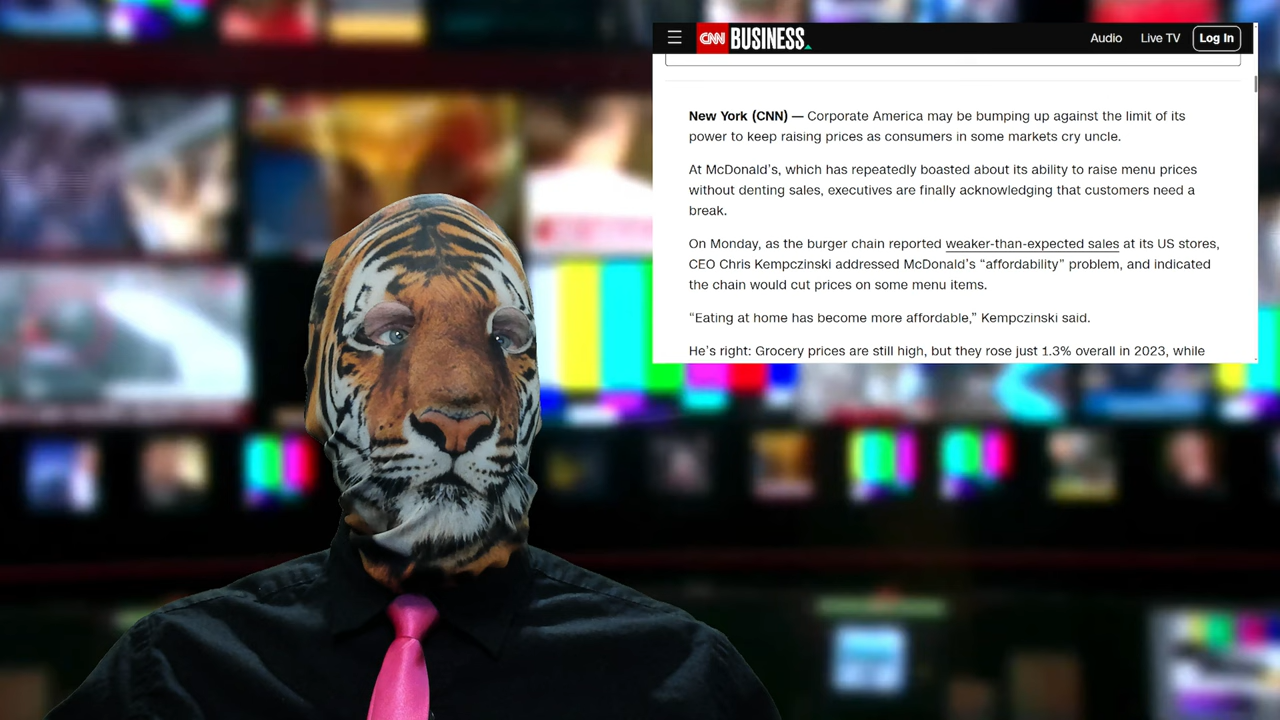 CNN BUSINESS
Audio Live TV Log In
New York (CNN) — Corporate America may be bumping up against the limit of its
power to keep raising prices as consumers in some markets cry uncle.
At McDonald's, which has repeatedly boasted about its ability to raise menu prices
without denting sales, executives are finally acknowledging that customers need a
break.
On Monday, as the burger chain reported weaker-than-expected sales at its US stores,
CEO Chris Kempczinski addressed McDonald's “affordability” problem, and indicated
the chain would cut prices on some menu items.
“Eating at home has become more affordable,” Kempczinski said.
He's right: Grocery prices are still high, but they rose just 1.3% overall in 2023, while